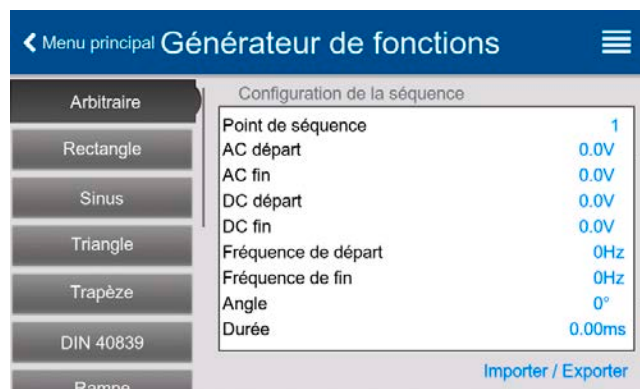 Menu principal Générateur de fonctions
Arbitraire
Rectangle
Sinus
Triangle
Trapèze
DIN 40839
Rampe
Configuration de la séquence
Point de séquence 1
AC départ 0.0V
AC fin 0.0V
DC départ 0.0V
DC fin 0.0V
Fréquence de départ 0Hz
Fréquence de fin 0Hz
Angle 0°
Durée 0.00ms
Importer / Exporter